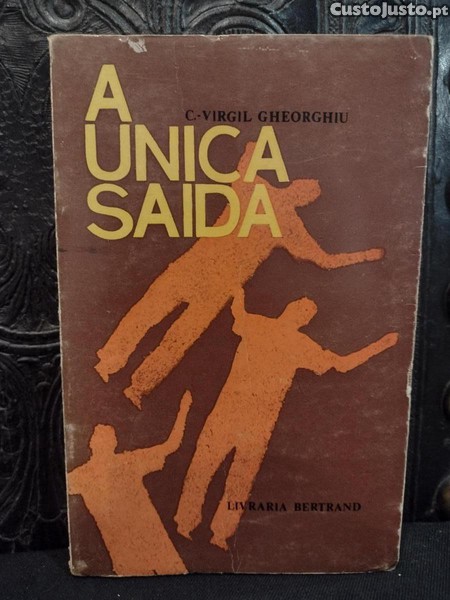 CustoJusto.pt
A
C.-VIRGIL GHEORGHIU
UNICA
SAIDA
LIVRARIA BERTRAND